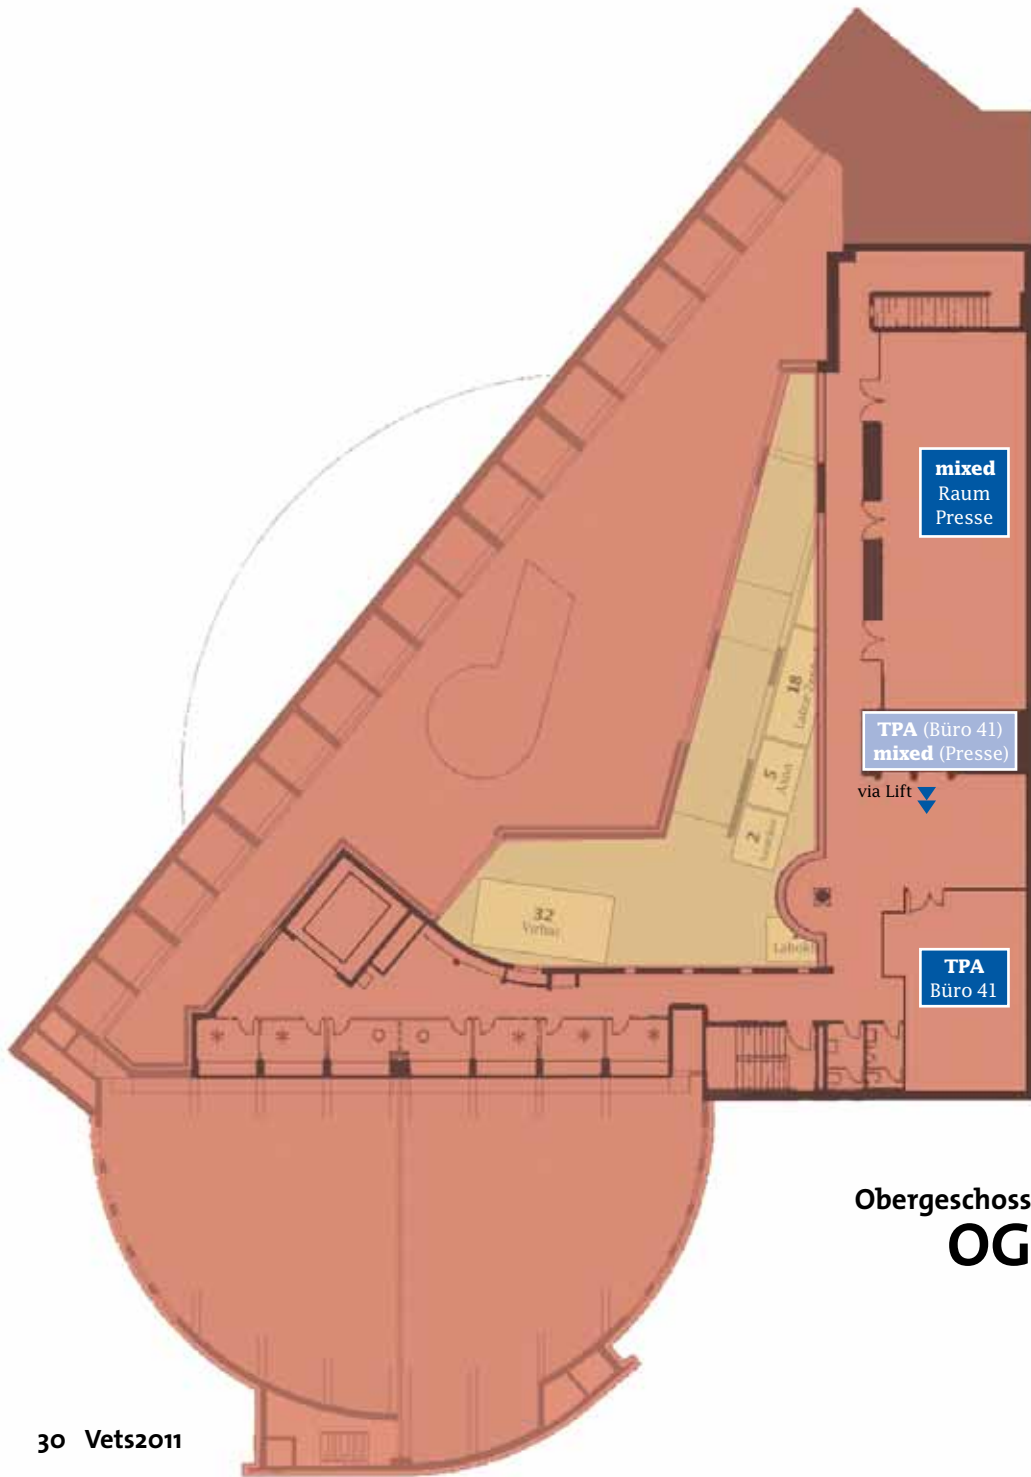 mixed
Raum
Presse
18
TPA (Büro 41)
mixed (Presse)
via Lift
5
2
32
Virbac
TPA
Büro 41
Obergeschoss
OG
30 Vets2011